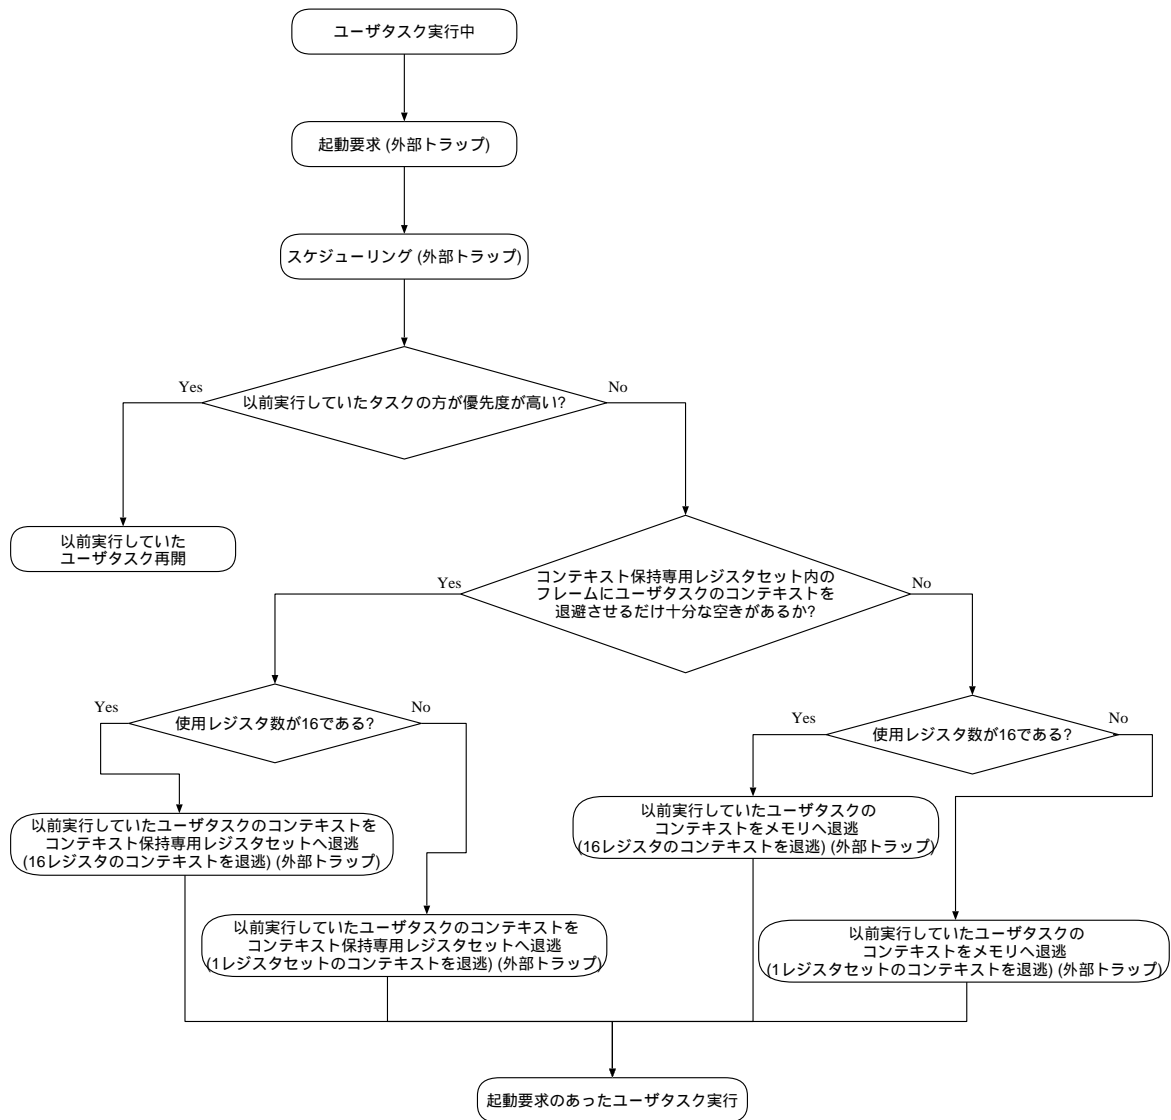 ユーザタスク実行中
起動要求 (外部トラップ)
スケジューリング (外部トラップ)
Yes
No
以前実行していたタスクの方が優先度が高い?
以前実行していた
ユーザタスク再開
Yes
No
コンテキスト保持専用レジスタセット内の
フレームにユーザタスクのコンテキストを
退避させるだけ十分な空きがあるか?
Yes
No
使用レジスタ数が16である?
Yes
No
使用レジスタ数が16である?
以前実行していたユーザタスクのコンテキストを
コンテキスト保持専用レジスタセットへ退避
(16レジスタのコンテキストを退逃) (外部トラップ)
以前実行していたユーザタスクの
コンテキストをメモリへ退逃
(16レジスタのコンテキストを退逃) (外部トラップ)
以前実行していたユーザタスクのコンテキストを
コンテキスト保持専用レジスタセットへ退逃
(1レジスタセットのコンテキストを退逃) (外部トラップ)
以前実行していたユーザタスクの
コンテキストをメモリへ退逃
(1レジスタセットのコンテキストを退逃) (外部トラップ)
起動要求のあったユーザタスク実行